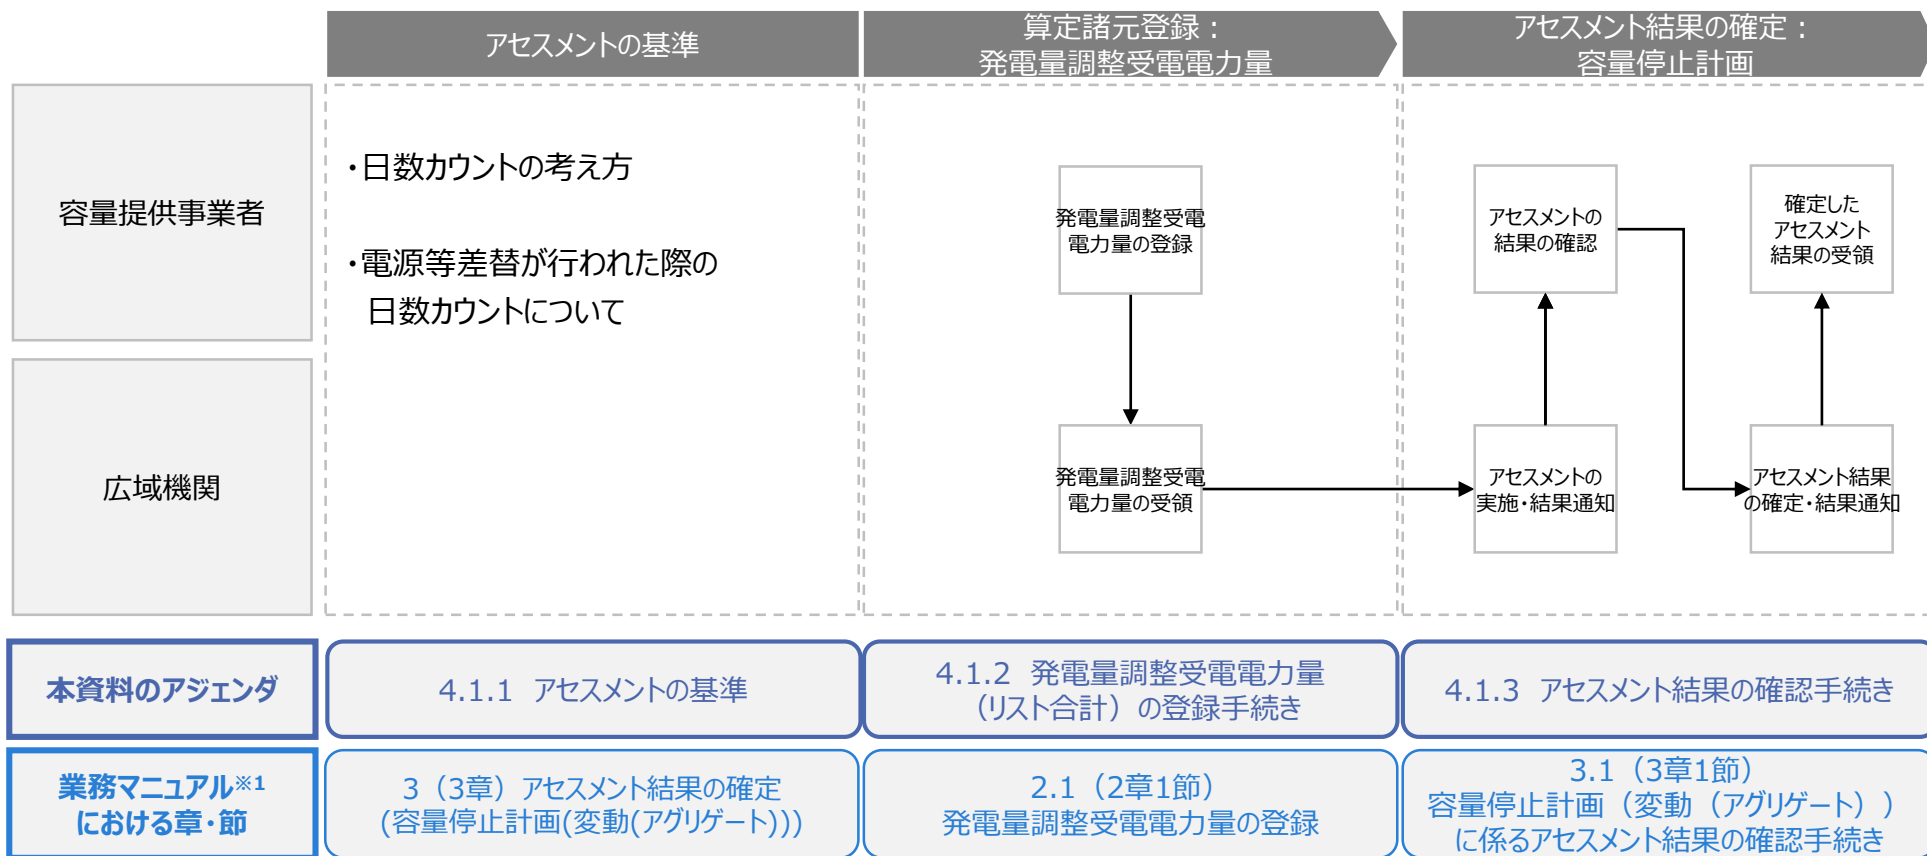 アセスメントの基準
算定諸元登録：
発電量調整受電電力量
アセスメント結果の確定：
容量停止計画
容量提供事業者
・日数カウントの考え方
・電源等差替が行われた際の
日数カウントについて
発電量調整受電
電力量の登録
アセスメントの
結果の確認
確定した
アセスメント
結果の受領
広域機関
発電量調整受電
電力量の受領
アセスメントの
実施・結果通知
アセスメント結果
の確定・結果通知
本資料のアジェンダ
4.1.1 アセスメントの基準
4.1.2 発電量調整受電電力量
（リスト合計）の登録手続き
4.1.3 アセスメント結果の確認手続き
業務マニュアル※1
における章・節
3（3章）アセスメント結果の確定
(容量停止計画(変動(アグリゲート)))
2.1（2章1節）
発電量調整受電電力量の登録
3.1（3章1節）
容量停止計画（変動（アグリゲート））
に係るアセスメント結果の確認手続き